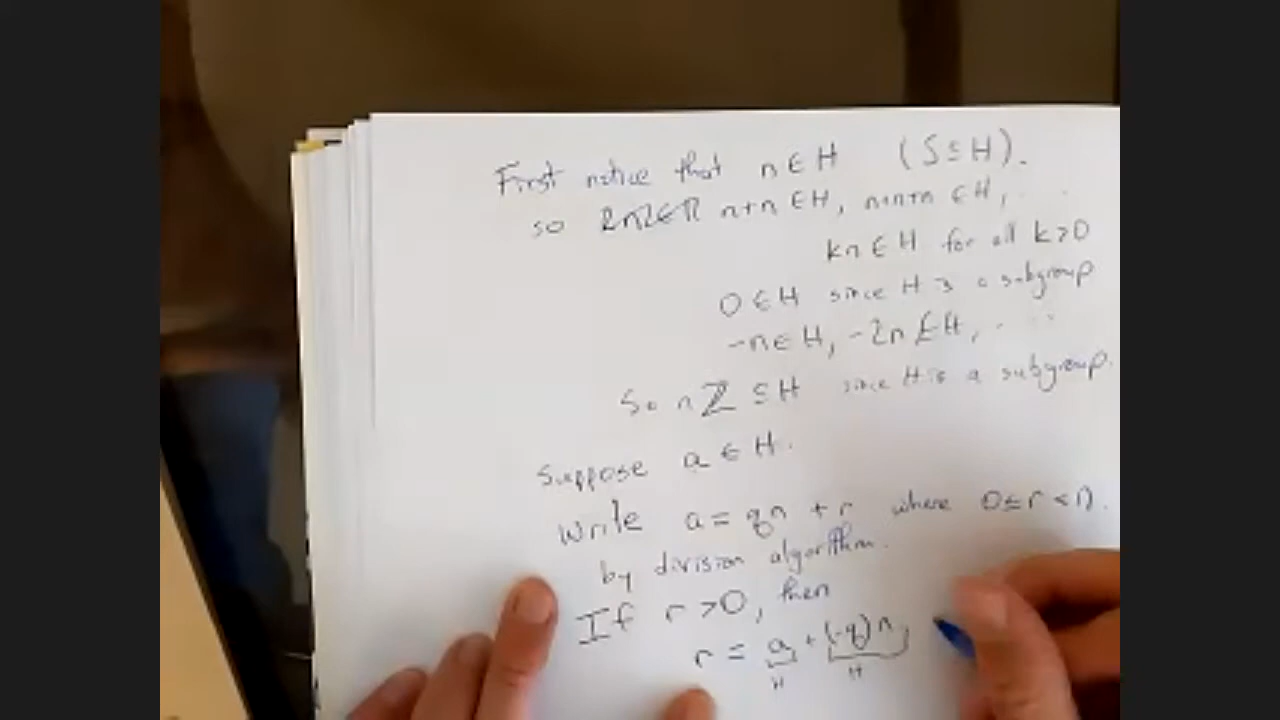 First notice that n ∈ H (S ⊆ H).
so n+n ∈ H, n+n+n ∈ H, ...
kn ∈ H for all k>0
0 ∈ H since H is a subgroup
-n ∈ H, -2n ∈ H, ...
So nℤ ⊆ H since H is a subgroup.
Suppose a ∈ H.
Write a = qn + r where 0 ≤ r < n.
by division algorithm.
If r > 0, then
r = a + (-q)n,
H H